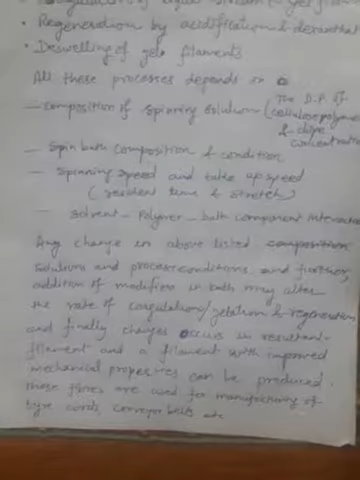 • Regeneration by acidification & desaxthat
• Deswelling of gel filaments
All these processes depends on
— composition of spinning solution (The D.P. of
cellulose polymer
& dope
concentration
— Spin bath composition & condition
— Spinning speed and take up speed
( resident time & stretch)
— Solvent – Polymer – bath component interaction
Any change in above listed composition
solutions and process conditions and further
addition of modifiers in bath may alter
the rate of coagulation/gelation & regeneration
and finally changes occurs in resultant
filament and a filament with improved
mechanical properties can be produced.
these fibres are used for manufacturing of
tyre cords, conveyor belts etc